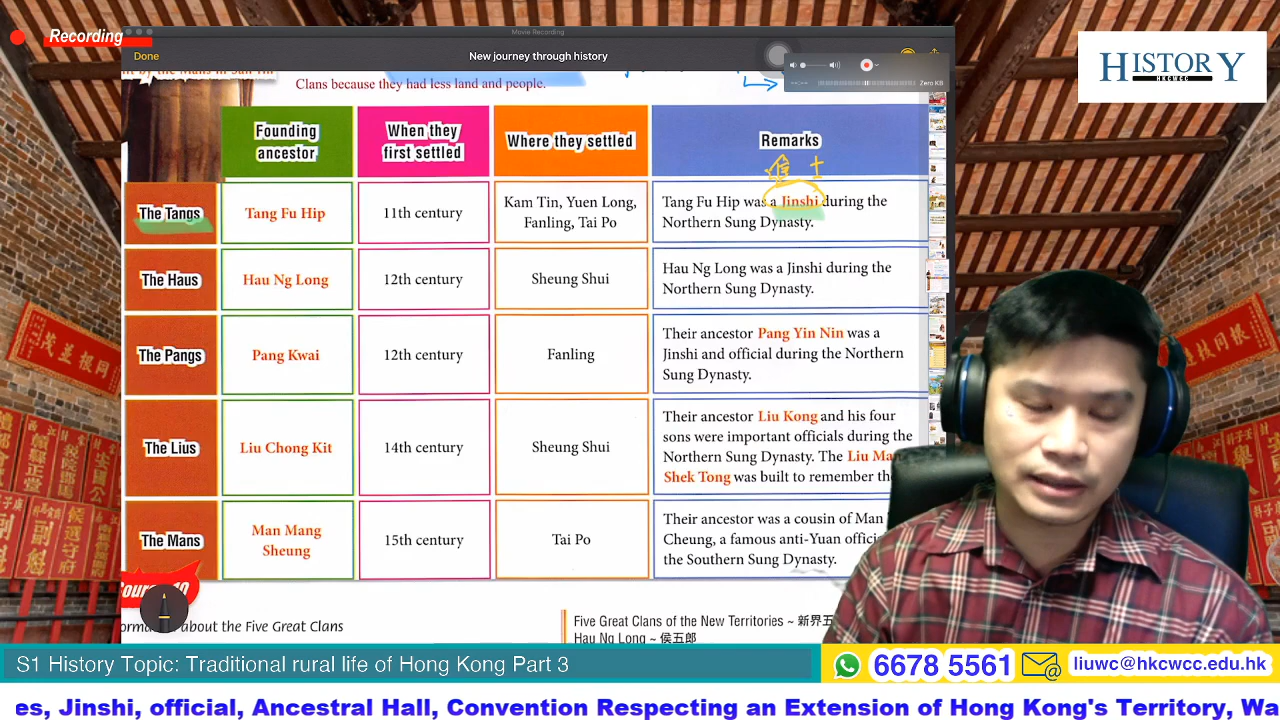 Movie Recording
Recording
Done
New journey through history
HISTORY
HKCWCC
Clans because they had less land and people.
Zero KB
Founding
ancestor
When they
first settled
Where they settled
Remarks
進士
The Tangs
Tang Fu Hip
11th century
Kam Tin, Yuen Long,
Fanling, Tai Po
Tang Fu Hip was a Jinshi during the
Northern Sung Dynasty.
The Haus
Hau Ng Long
12th century
Sheung Shui
Hau Ng Long was a Jinshi during the
Northern Sung Dynasty.
The Pangs
Pang Kwai
12th century
Fanling
Their ancestor Pang Yin Nin was a
Jinshi and official during the Northern
Sung Dynasty.
The Lius
Liu Chong Kit
14th century
Sheung Shui
Their ancestor Liu Kong and his four
sons were important officials during the
Northern Sung Dynasty. The Liu Ma
Shek Tong was built to remember th
The Mans
Man Mang
Sheung
15th century
Tai Po
Their ancestor was a cousin of Man
Cheung, a famous anti-Yuan offici
the Southern Sung Dynasty.
about the Five Great Clans
Five Great Clans of the New Territories ~ 新界五
Hau Ng Long ~ 侯五郎
S1 History Topic: Traditional rural life of Hong Kong Part 3
6678 5561
liuwc@hkcwcc.edu.hk
es, Jinshi, official, Ancestral Hall, Convention Respecting an Extension of Hong Kong's Territory, Wa